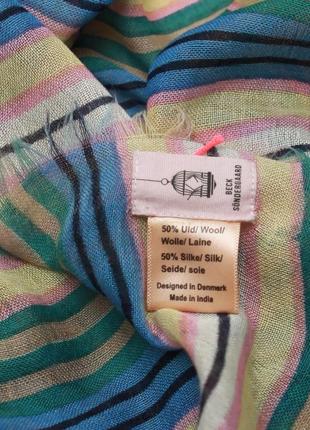 BECK
SÖNDERGAARD
50% Uld/ Wool/
Wolle/ Laine
50% Silke/ Silk/
Seide/ soie
Designed in Denmark
Made in India